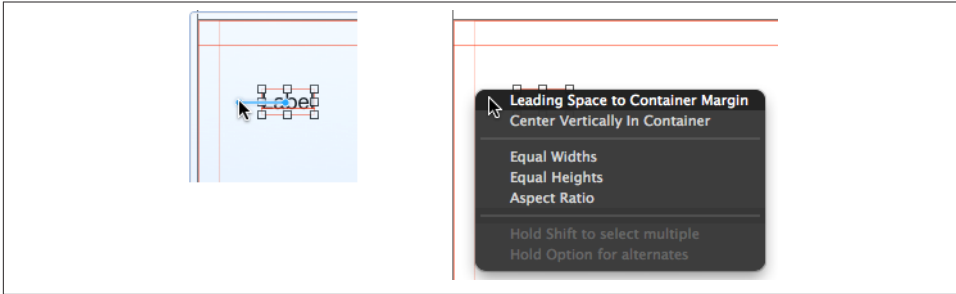 Label
Leading Space to Container Margin
Center Vertically In Container
Equal Widths
Equal Heights
Aspect Ratio
Hold Shift to select multiple
Hold Option for alternates